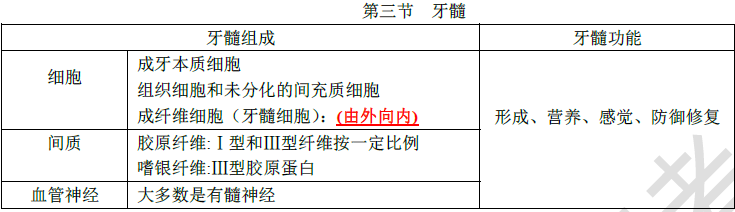 第三节 牙髓
牙髓组成 牙髓功能
细胞
成牙本质细胞
组织细胞和未分化的间充质细胞
成纤维细胞（牙髓细胞）：(由外向内)
形成、营养、感觉、防御修复
间质
胶原纤维:Ⅰ型和Ⅲ型纤维按一定比例
嗜银纤维:Ⅲ型胶原蛋白
血管神经 大多数是有髓神经